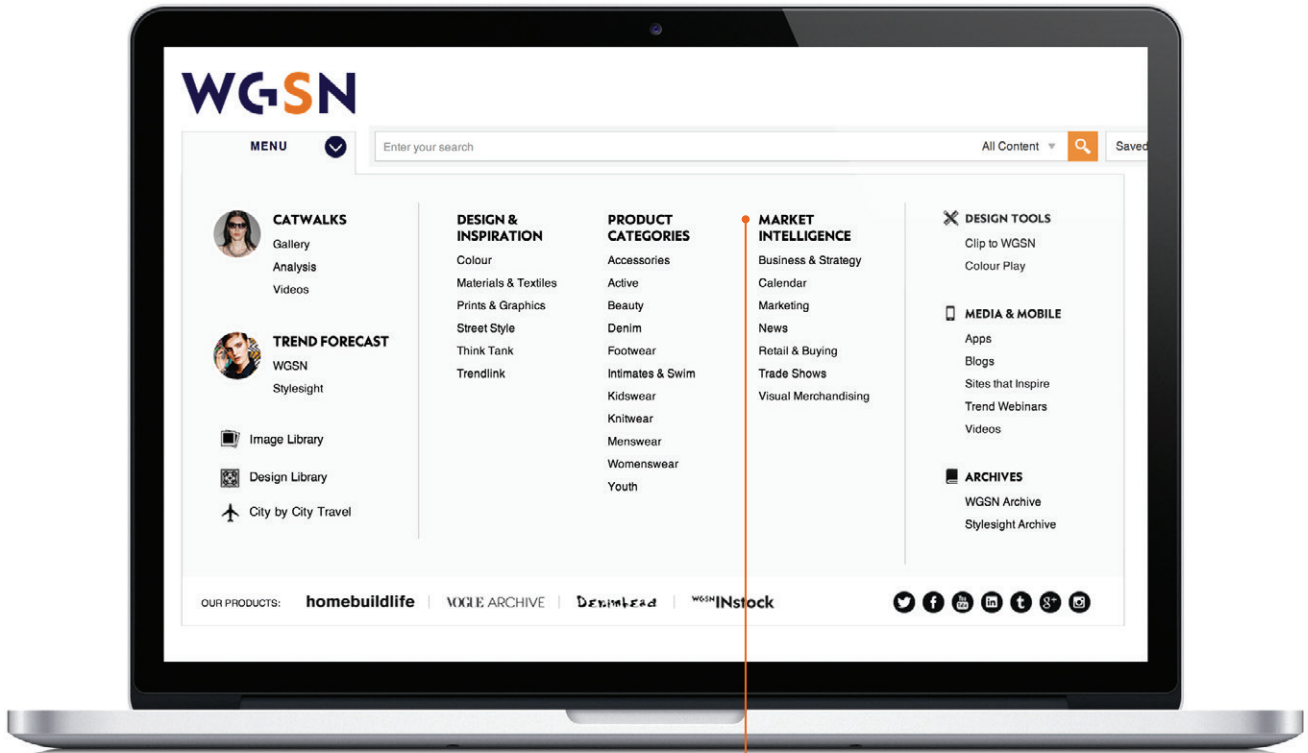 WGSN
MENU
Enter your search
All Content
Saved
CATWALKS
Gallery
Analysis
Videos
TREND FORECAST
WGSN
Stylesight
Image Library
Design Library
City by City Travel
DESIGN &
INSPIRATION
Colour
Materials & Textiles
Prints & Graphics
Street Style
Think Tank
Trendlink
PRODUCT
CATEGORIES
Accessories
Active
Beauty
Denim
Footwear
Intimates & Swim
Kidswear
Knitwear
Menswear
Womenswear
Youth
MARKET
INTELLIGENCE
Business & Strategy
Calendar
Marketing
News
Retail & Buying
Trade Shows
Visual Merchandising
DESIGN TOOLS
Clip to WGSN
Colour Play
MEDIA & MOBILE
Apps
Blogs
Sites that Inspire
Trend Webinars
Videos
ARCHIVES
WGSN Archive
Stylesight Archive
OUR PRODUCTS: homebuildlife VOGUE ARCHIVE Denimhead WGSN INstock You Tube in t g+